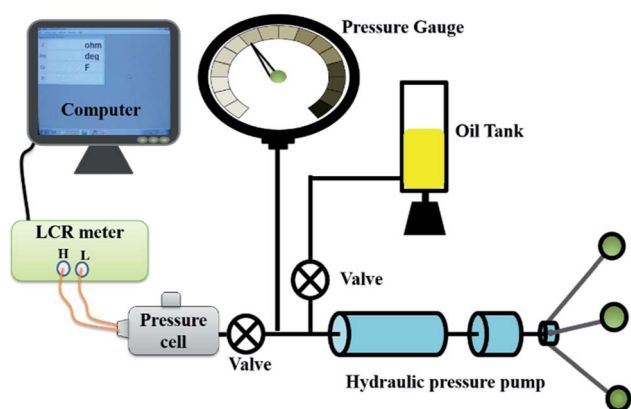 Pressure Gauge
ohm
deg
F
Computer
Oil Tank
LCR meter
H L
Valve
Pressure
cell
Valve
Hydraulic pressure pump